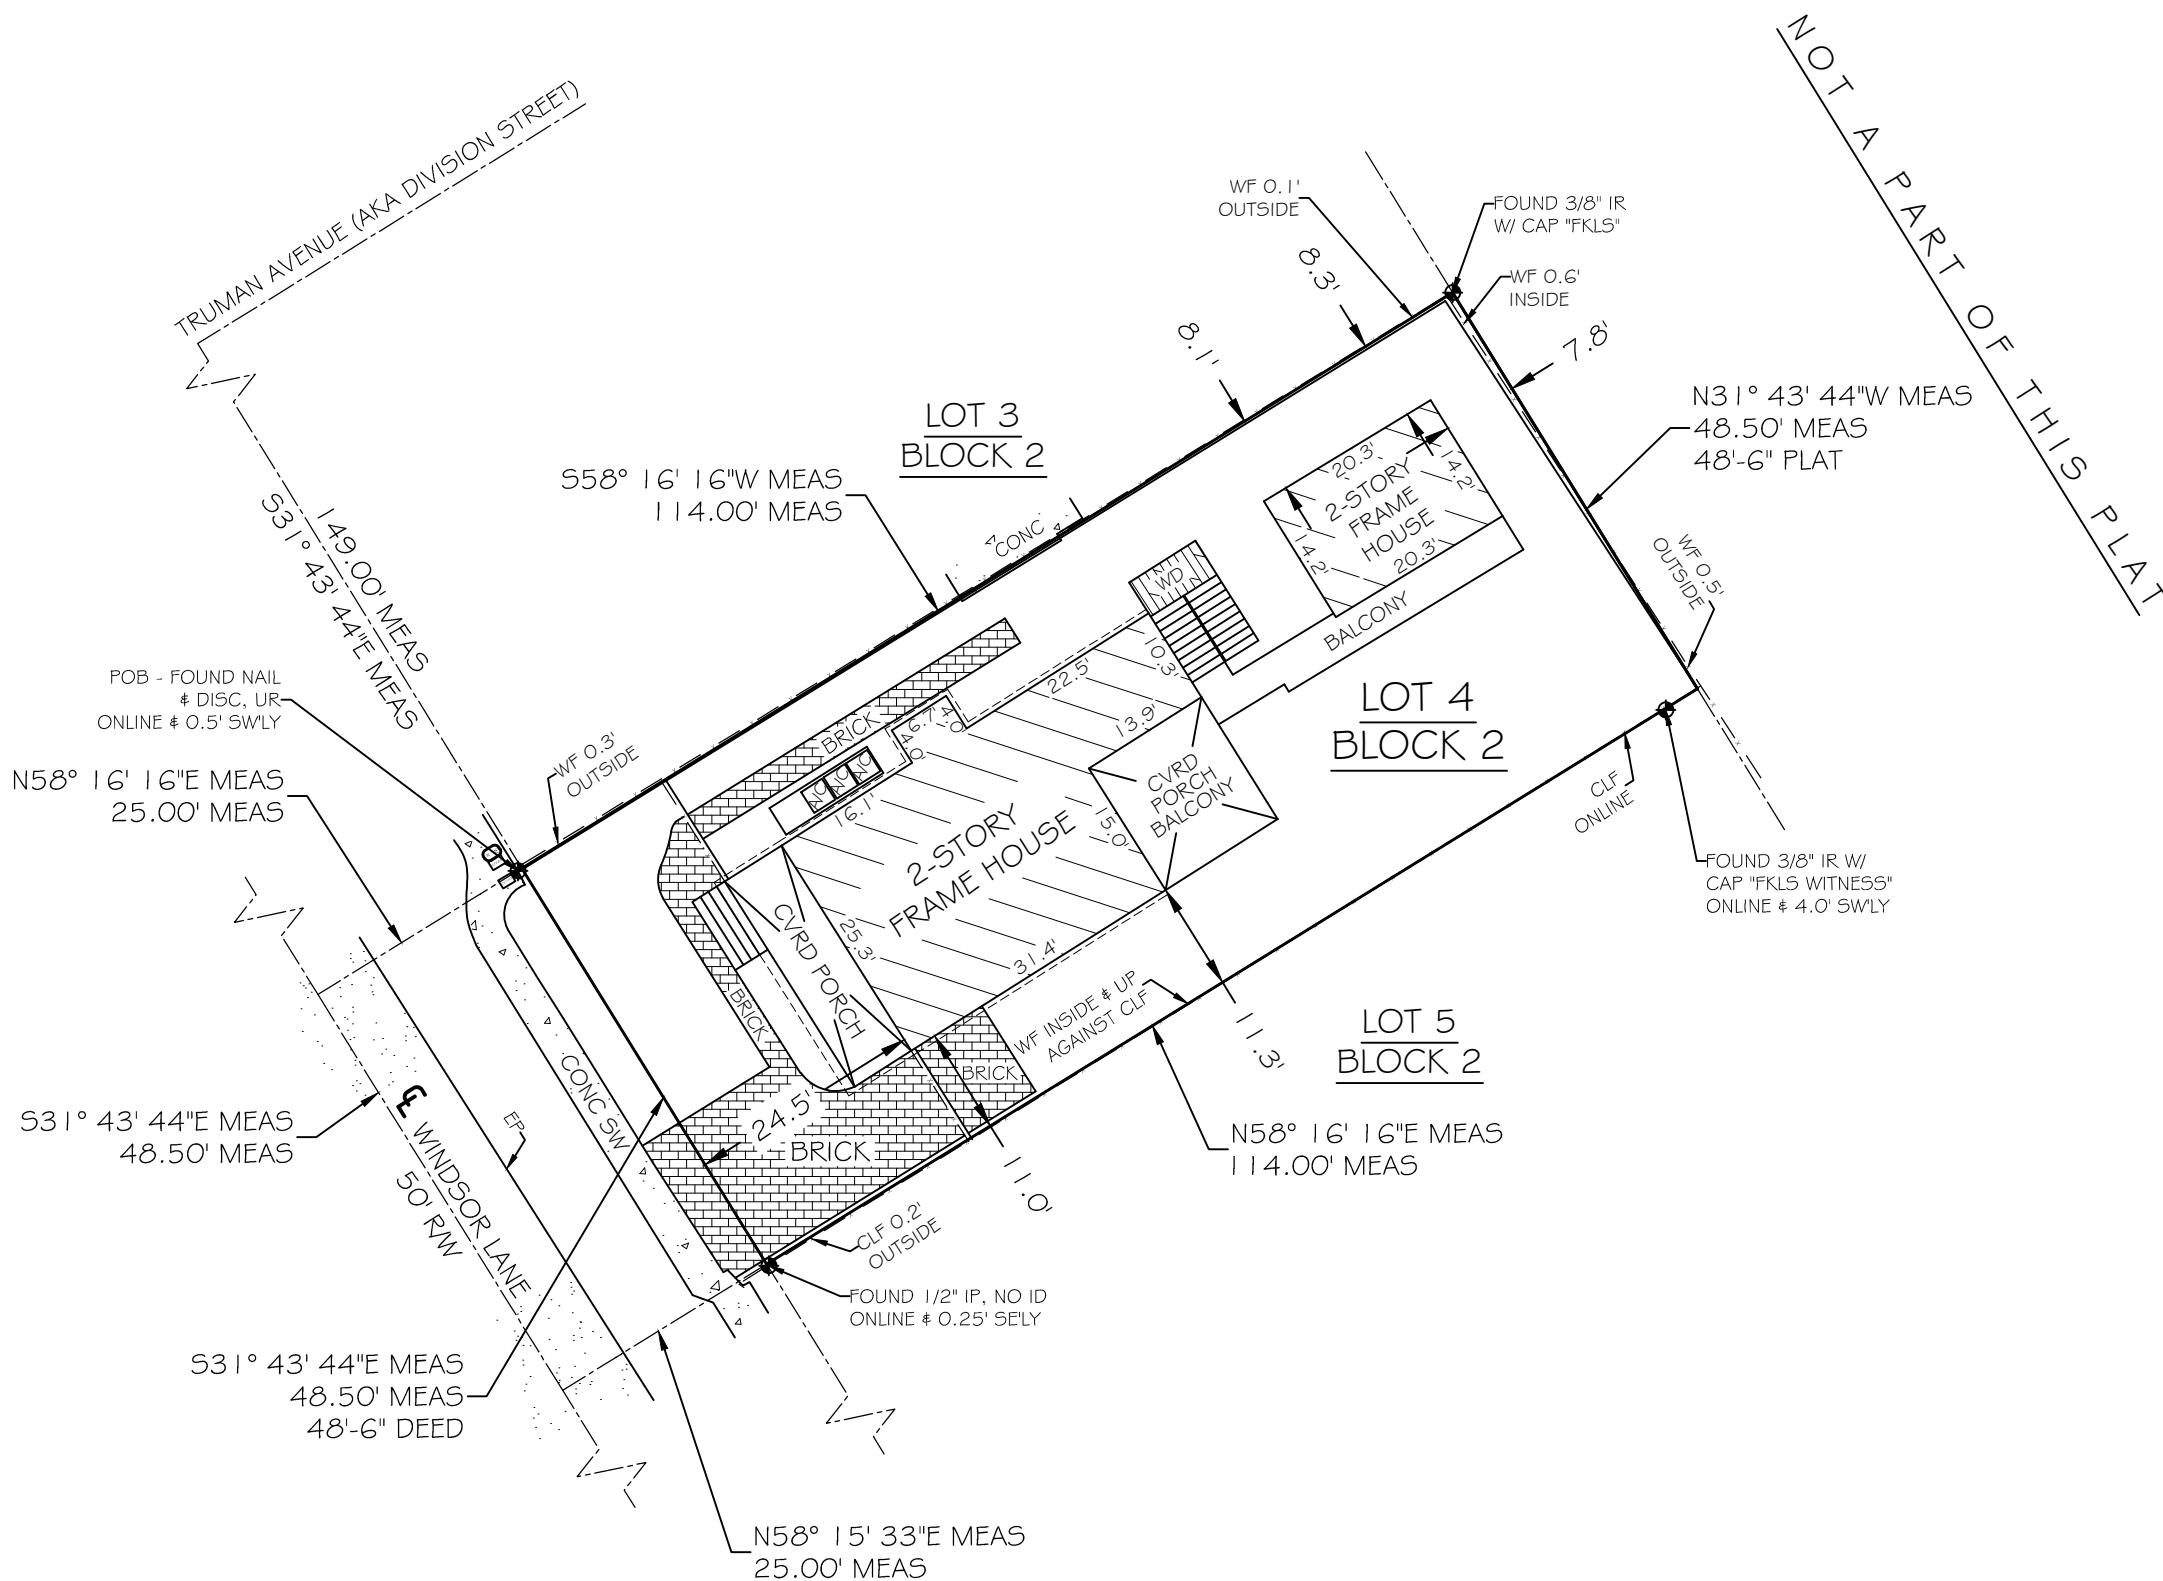 NOT A PART OF THIS PLAT
TRUMAN AVENUE (AKA DIVISION STREET)
WF 0.1'
OUTSIDE
FOUND 3/8" IR
W/ CAP "FKLS"
8.3'
WF 0.6'
INSIDE
8.1'
7.8'
N31° 43' 44"W MEAS
48.50' MEAS
48'-6" PLAT
LOT 3
BLOCK 2
S58° 16' 16"W MEAS
114.00' MEAS
149.00' MEAS
S31° 43' 44"E MEAS
CONC
20.3'
14.2'
2-STORY
FRAME
HOUSE
14.2'
20.3'
WD
BALCONY
WF 0.5'
OUTSIDE
POB - FOUND NAIL
& DISC, UR
ONLINE & 0.5' SW'LY
N58° 16' 16"E MEAS
25.00' MEAS
WF 0.3'
OUTSIDE
BRICK
6.7'
4.0'
4.0'
22.5'
10.3'
13.9'
16.1'
LOT 4
BLOCK 2
CVRD
PORCH
BALCONY
15.0'
2-STORY
FRAME HOUSE
CLF
ONLINE
FOUND 3/8" IR W/
CAP "FKLS WITNESS"
ONLINE & 4.0' SW'LY
CVRD PORCH
25.3'
31.4'
BRICK
WF INSIDE & UP
AGAINST CLF
11.3'
LOT 5
BLOCK 2
BRICK
24.5'
BRICK
11.0'
N58° 16' 16"E MEAS
114.00' MEAS
S31° 43' 44"E MEAS
48.50' MEAS
℄ WINDSOR LANE
50' R/W
EP
CONC SW
CLF 0.2'
OUTSIDE
FOUND 1/2" IP, NO ID
ONLINE & 0.25' SE'LY
S31° 43' 44"E MEAS
48.50' MEAS
48'-6" DEED
N58° 15' 33"E MEAS
25.00' MEAS